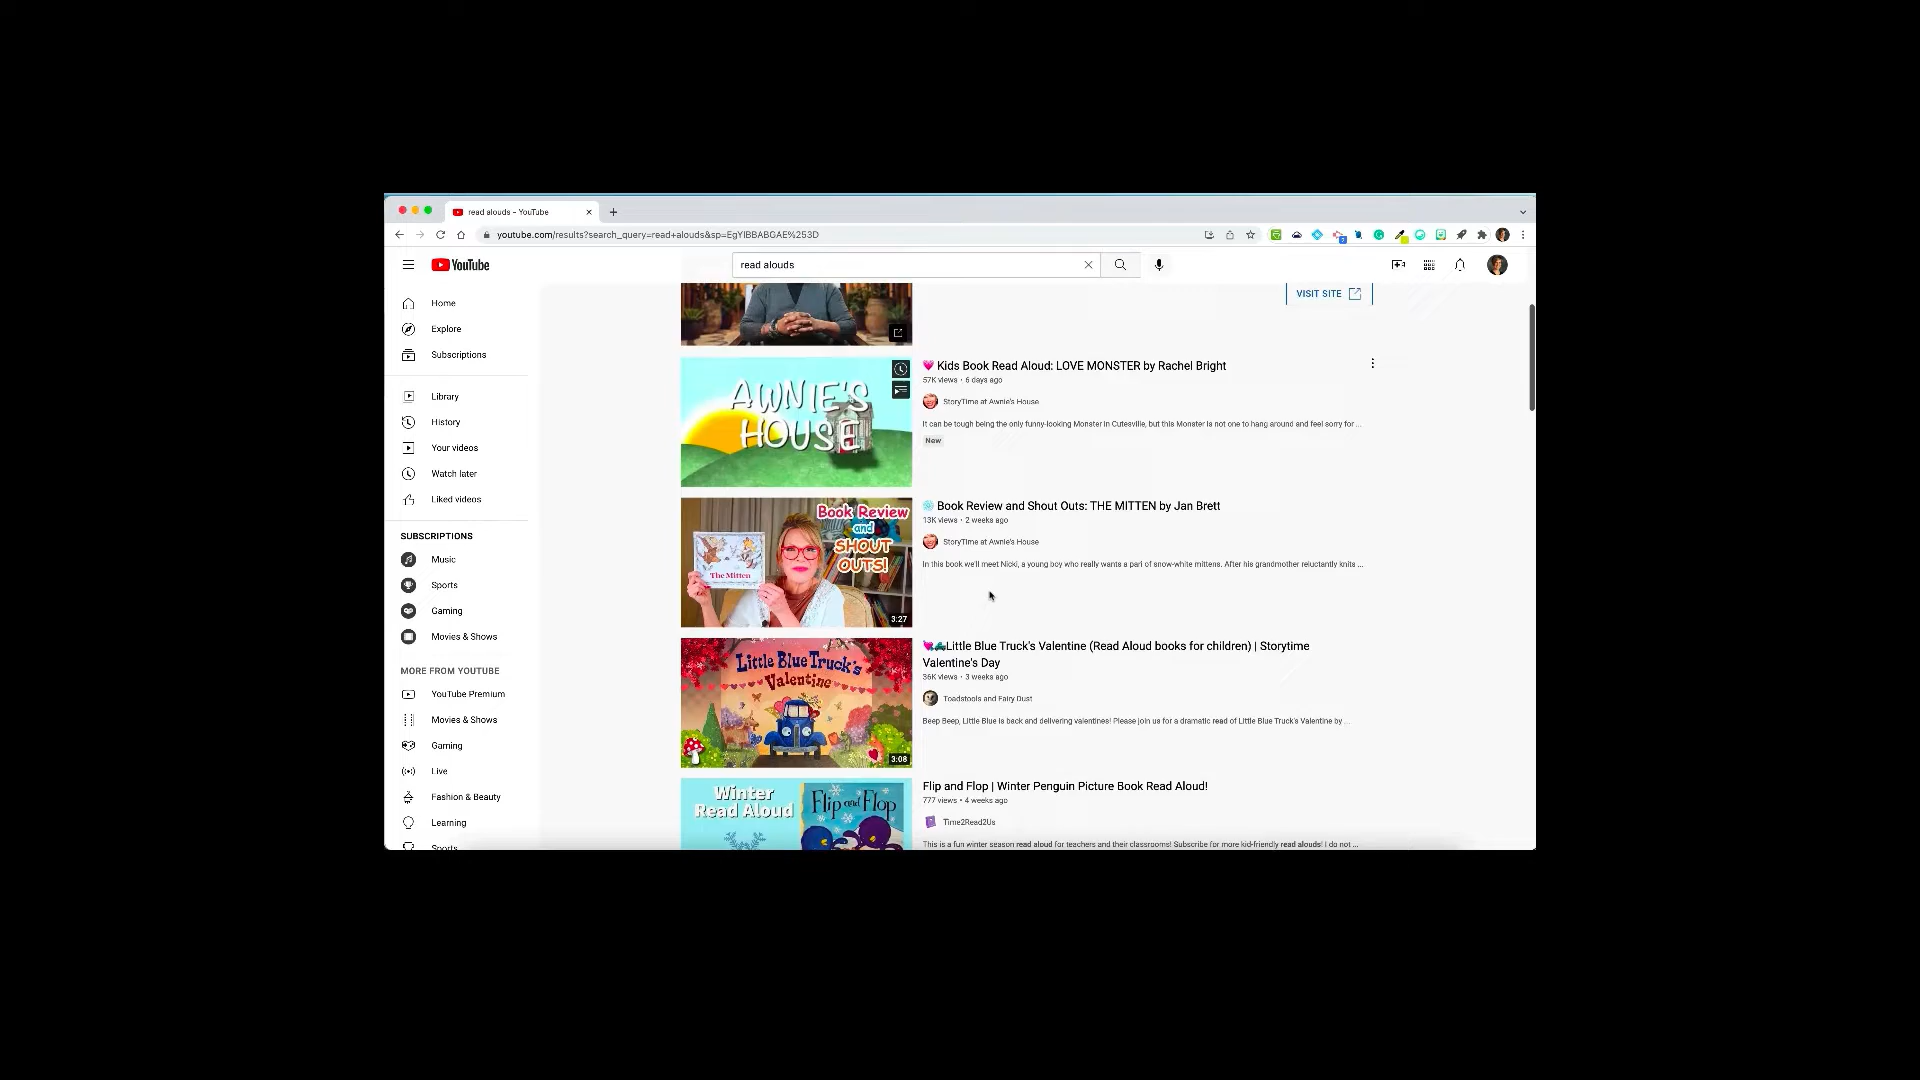 read alouds - YouTube
youtube.com/results?search_query=read+alouds&sp=EgYIBBABGAE%253D
YouTube
read alouds
Home
Explore
Subscriptions
Library
History
Your videos
Watch later
Liked videos
SUBSCRIPTIONS
Music
Sports
Gaming
Movies & Shows
MORE FROM YOUTUBE
YouTube Premium
Movies & Shows
Gaming
Live
Fashion & Beauty
Learning
Sports
VISIT SITE
AWNIE'S
HOUSE
Kids Book Read Aloud: LOVE MONSTER by Rachel Bright
57K views • 6 days ago
StoryTime at Awnie's House
It can be tough being the only funny-looking Monster in Cutesville, but this Monster is not one to hang around and feel sorry for ...
New
Book Review
and
SHOUT
OUTS!
The Mitten
3:27
Book Review and Shout Outs: THE MITTEN by Jan Brett
13K views • 2 weeks ago
StoryTime at Awnie's House
In this book we'll meet Nicki, a young boy who really wants a pari of snow-white mittens. After his grandmother reluctantly knits ...
Little Blue Truck's
Valentine
3:08
Little Blue Truck's Valentine (Read Aloud books for children) | Storytime
Valentine's Day
36K views • 3 weeks ago
Toadstools and Fairy Dust
Beep Beep, Little Blue is back and delivering valentines! Please join us for a dramatic read of Little Blue Truck's Valentine by ...
Winter
Read Aloud
Flip and Flop
Flip and Flop | Winter Penguin Picture Book Read Aloud!
777 views • 4 weeks ago
Time2Read2Us
This is a fun winter season read aloud for teachers and their classrooms! Subscribe for more kid-friendly read alouds! I do not ...